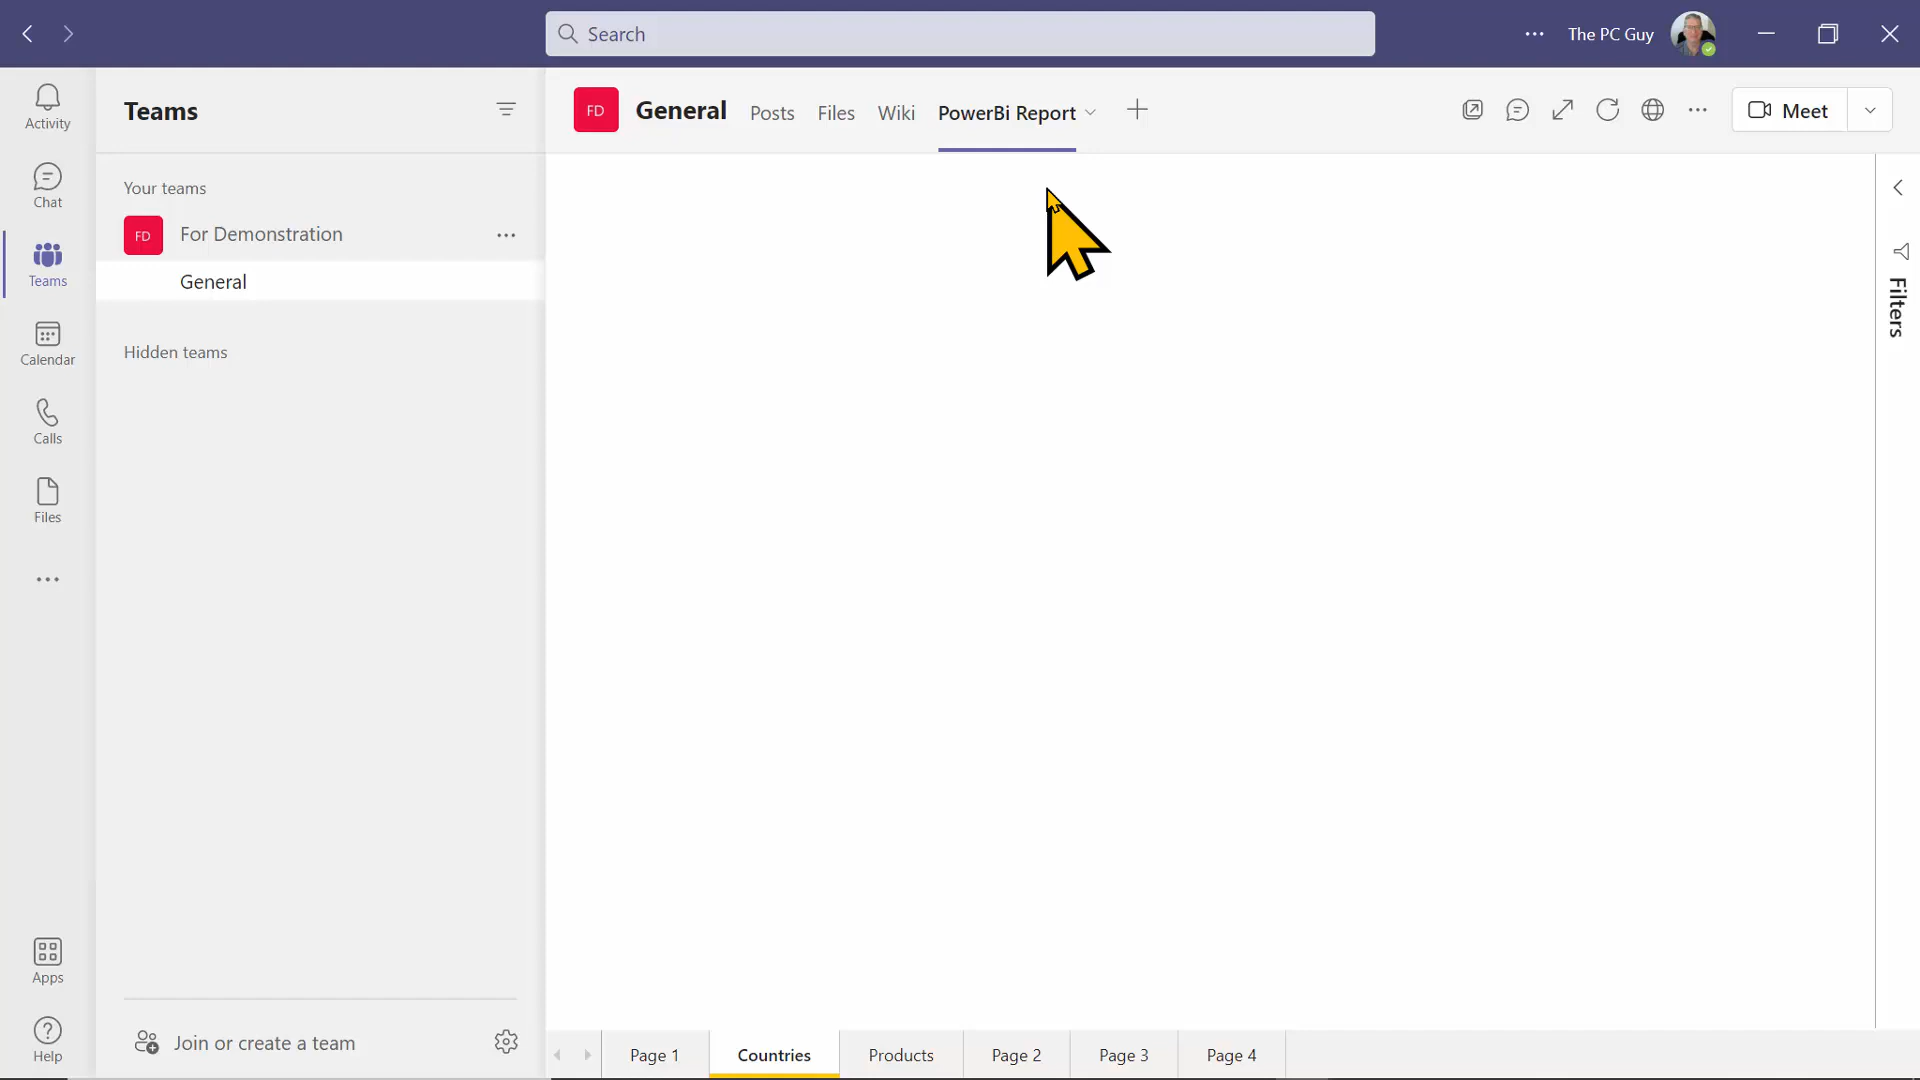 Search
The PC Guy
Activity
Chat
Teams
Calendar
Calls
Files
Apps
Help
Teams
Your teams
FD For Demonstration
General
Hidden teams
Join or create a team
FD General Posts Files Wiki PowerBi Report
Meet
Filters
Page 1 Countries Products Page 2 Page 3 Page 4